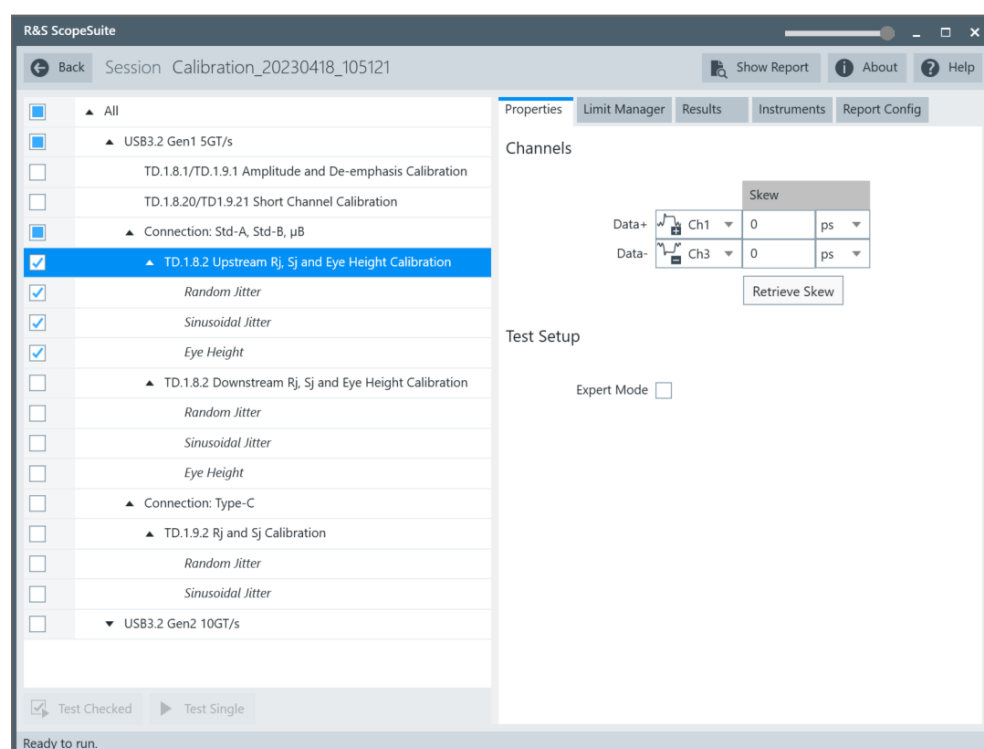 R&S ScopeSuite
Back Session Calibration_20230418_105121 Show Report About Help
All
USB3.2 Gen1 5GT/s
TD.1.8.1/TD.1.9.1 Amplitude and De-emphasis Calibration
TD.1.8.20/TD1.9.21 Short Channel Calibration
Connection: Std-A, Std-B, µB
TD.1.8.2 Upstream Rj, Sj and Eye Height Calibration
Random Jitter
Sinusoidal Jitter
Eye Height
TD.1.8.2 Downstream Rj, Sj and Eye Height Calibration
Random Jitter
Sinusoidal Jitter
Eye Height
Connection: Type-C
TD.1.9.2 Rj and Sj Calibration
Random Jitter
Sinusoidal Jitter
USB3.2 Gen2 10GT/s
Test Checked Test Single
Properties Limit Manager Results Instruments Report Config
Channels
Skew
Data+ Ch1 0 ps
Data- Ch3 0 ps
Retrieve Skew
Test Setup
Expert Mode
Ready to run.